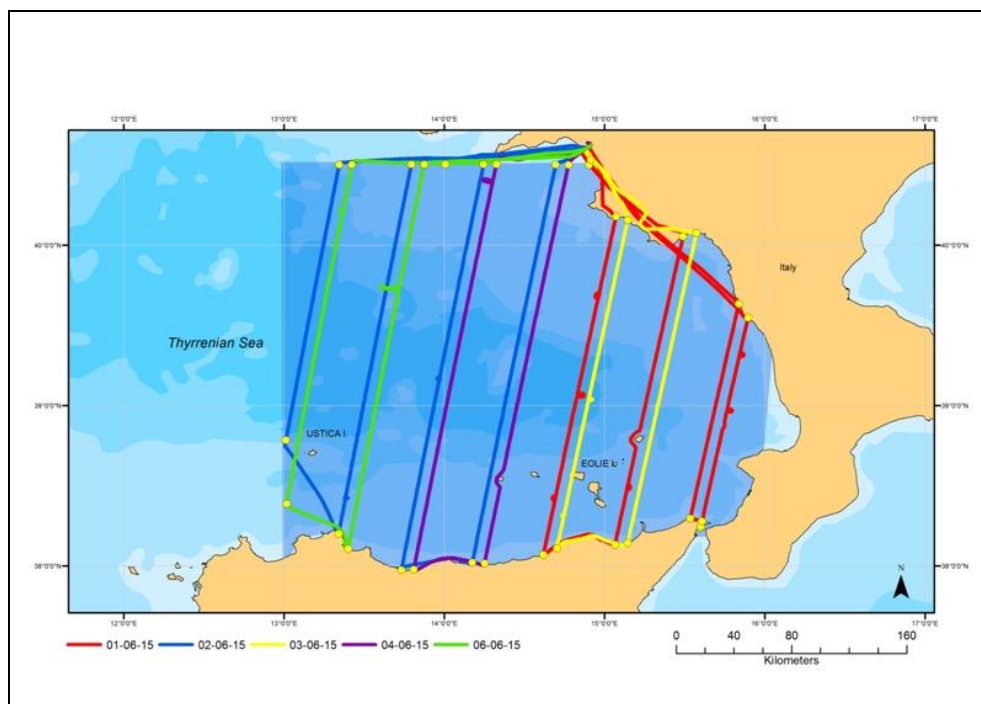 12°0'0"E 13°0'0"E 14°0'0"E 15°0'0"E 16°0'0"E 17°0'0"E
40°0'0"N 40°0'0"N
Italy
Thyrrenian Sea
39°0'0"N 39°0'0"N
USTICA I.
EOLIE
38°0'0"N 38°0'0"N
N
12°0'0"E 13°0'0"E 14°0'0"E 15°0'0"E 16°0'0"E 17°0'0"E
01-06-15 02-06-15 03-06-15 04-06-15 06-06-15
0 40 80 160
Kilometers